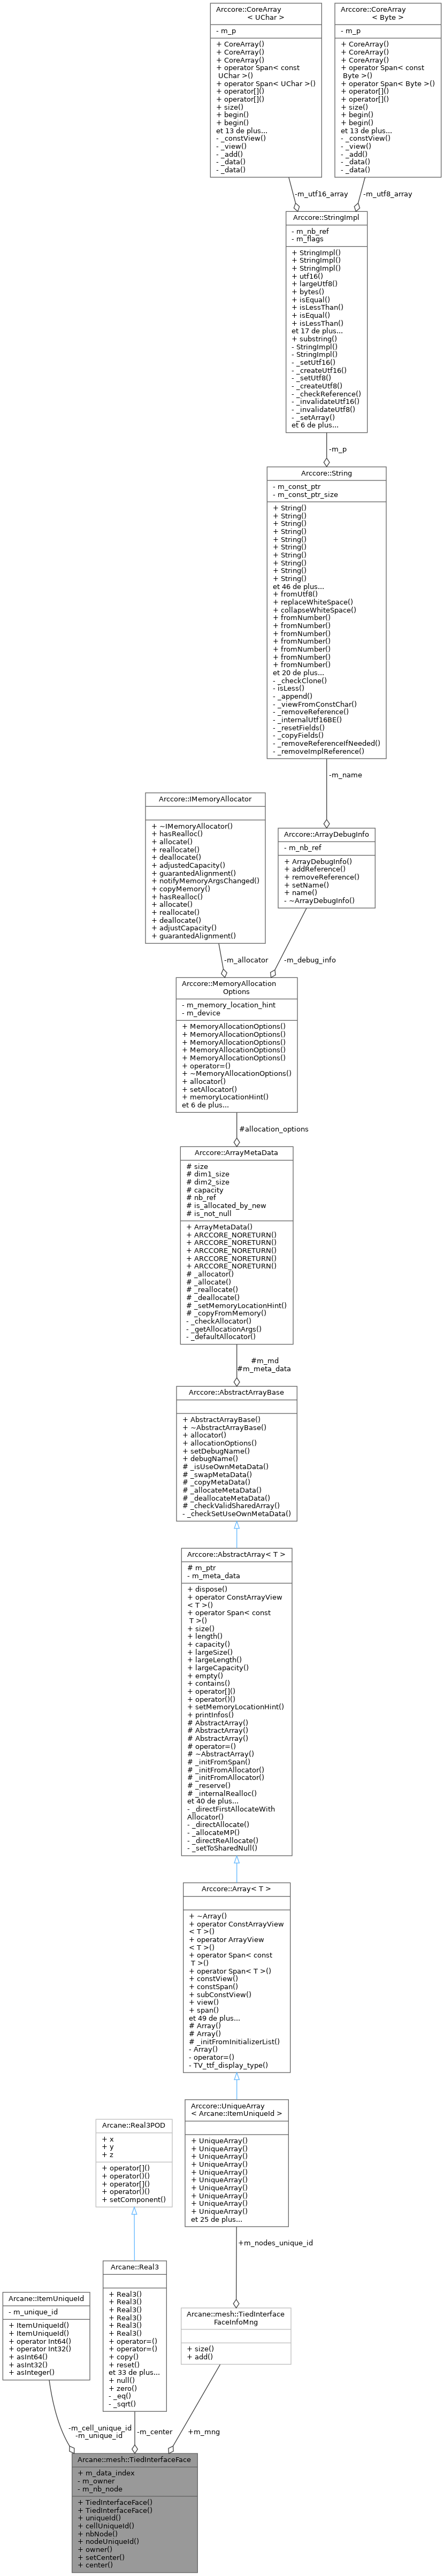 Arccore::CoreArray
< UChar >
- m_p
+ CoreArray()
+ CoreArray()
+ CoreArray()
+ operator Span< const
UChar >()
+ operator Span< UChar >()
+ operator[]()
+ operator[]()
+ size()
+ begin()
+ begin()
et 13 de plus...
- _constView()
- _view()
- _add()
- _data()
- _data()
Arccore::CoreArray
< Byte >
- m_p
+ CoreArray()
+ CoreArray()
+ CoreArray()
+ operator Span< const
Byte >()
+ operator Span< Byte >()
+ operator[]()
+ operator[]()
+ size()
+ begin()
+ begin()
et 13 de plus...
- _constView()
- _view()
- _add()
- _data()
- _data()
-m_utf16_array
-m_utf8_array
Arccore::StringImpl
- m_nb_ref
- m_flags
+ StringImpl()
+ StringImpl()
+ StringImpl()
+ utf16()
+ largeUtf8()
+ bytes()
+ isEqual()
+ isLessThan()
+ isEqual()
+ isLessThan()
et 17 de plus...
+ substring()
- StringImpl()
- StringImpl()
- _setUtf16()
- _createUtf16()
- _setUtf8()
- _createUtf8()
- _checkReference()
- _invalidateUtf16()
- _invalidateUtf8()
- _setArray()
et 6 de plus...
-m_p
Arccore::String
- m_const_ptr
- m_const_ptr_size
+ String()
+ String()
+ String()
+ String()
+ String()
+ String()
+ String()
+ String()
+ String()
+ String()
et 46 de plus...
+ fromUtf8()
+ replaceWhiteSpace()
+ collapseWhiteSpace()
+ fromNumber()
+ fromNumber()
+ fromNumber()
+ fromNumber()
+ fromNumber()
+ fromNumber()
+ fromNumber()
et 20 de plus...
- _checkClone()
- isLess()
- _append()
- _viewFromConstChar()
- _removeReference()
- _internalUtf16BE()
- _resetFields()
- _copyFields()
- _removeReferenceIfNeeded()
- _removeImplReference()
-m_name
Arccore::IMemoryAllocator
+ ~IMemoryAllocator()
+ hasRealloc()
+ allocate()
+ reallocate()
+ deallocate()
+ adjustedCapacity()
+ guarantedAlignment()
+ notifyMemoryArgsChanged()
+ copyMemory()
+ hasRealloc()
+ allocate()
+ reallocate()
+ deallocate()
+ adjustCapacity()
+ guarantedAlignment()
Arccore::ArrayDebugInfo
- m_nb_ref
+ ArrayDebugInfo()
+ addReference()
+ removeReference()
+ setName()
+ name()
- ~ArrayDebugInfo()
-m_allocator
-m_debug_info
Arccore::MemoryAllocation
Options
- m_memory_location_hint
- m_device
+ MemoryAllocationOptions()
+ MemoryAllocationOptions()
+ MemoryAllocationOptions()
+ MemoryAllocationOptions()
+ MemoryAllocationOptions()
+ operator=()
+ ~MemoryAllocationOptions()
+ allocator()
+ setAllocator()
+ memoryLocationHint()
et 6 de plus...
#allocation_options
Arccore::ArrayMetaData
# size
# dim1_size
# dim2_size
# capacity
# nb_ref
# is_allocated_by_new
# is_not_null
+ ArrayMetaData()
+ ARCCORE_NORETURN()
+ ARCCORE_NORETURN()
+ ARCCORE_NORETURN()
+ ARCCORE_NORETURN()
+ ARCCORE_NORETURN()
# _allocator()
# _allocate()
# _reallocate()
# _deallocate()
# _setMemoryLocationHint()
# _copyFromMemory()
- _checkAllocator()
- _getAllocationArgs()
- _defaultAllocator()
#m_md
#m_meta_data
Arccore::AbstractArrayBase
+ AbstractArrayBase()
+ ~AbstractArrayBase()
+ allocator()
+ allocationOptions()
+ setDebugName()
+ debugName()
# _isUseOwnMetaData()
# _swapMetaData()
# _copyMetaData()
# _allocateMetaData()
# _deallocateMetaData()
# _checkValidSharedArray()
- _checkSetUseOwnMetaData()
Arccore::AbstractArray< T >
# m_ptr
- m_meta_data
+ dispose()
+ operator ConstArrayView
< T >()
+ operator Span< const
T >()
+ size()
+ length()
+ capacity()
+ largeSize()
+ largeLength()
+ largeCapacity()
+ empty()
+ contains()
+ operator[]()
+ operator()()
+ setMemoryLocationHint()
+ printInfos()
# AbstractArray()
# AbstractArray()
# AbstractArray()
# operator=()
# ~AbstractArray()
# _initFromSpan()
# _initFromAllocator()
# _initFromAllocator()
# _reserve()
# _internalRealloc()
et 40 de plus...
- _directFirstAllocateWith
Allocator()
- _directAllocate()
- _allocateMP()
- _directReAllocate()
- _setToSharedNull()
Arccore::Array< T >
+ ~Array()
+ operator ConstArrayView
< T >()
+ operator ArrayView
< T >()
+ operator Span< const
T >()
+ operator Span< T >()
+ constView()
+ constSpan()
+ subConstView()
+ view()
+ span()
et 49 de plus...
# Array()
# Array()
# _initFromInitializerList()
- Array()
- operator=()
- TV_ttf_display_type()
Arccore::UniqueArray
< Arcane::ItemUniqueId >
+ UniqueArray()
+ UniqueArray()
+ UniqueArray()
+ UniqueArray()
+ UniqueArray()
+ UniqueArray()
+ UniqueArray()
+ UniqueArray()
+ UniqueArray()
+ UniqueArray()
et 25 de plus...
Arcane::Real3POD
+ x
+ y
+ z
+ operator[]()
+ operator()()
+ operator[]()
+ operator()()
+ setComponent()
+m_nodes_unique_id
Arcane::ItemUniqueId
- m_unique_id
+ ItemUniqueId()
+ ItemUniqueId()
+ operator Int64()
+ operator Int32()
+ asInt64()
+ asInt32()
+ asInteger()
Arcane::Real3
+ Real3()
+ Real3()
+ Real3()
+ Real3()
+ Real3()
+ Real3()
+ operator=()
+ operator=()
+ copy()
+ reset()
et 33 de plus...
+ null()
+ zero()
- _eq()
- _sqrt()
Arcane::mesh::TiedInterface
FaceInfoMng
+ size()
+ add()
-m_cell_unique_id
-m_unique_id
-m_center
+m_mng
Arcane::mesh::TiedInterfaceFace
+ m_data_index
- m_owner
- m_nb_node
+ TiedInterfaceFace()
+ TiedInterfaceFace()
+ uniqueId()
+ cellUniqueId()
+ nbNode()
+ nodeUniqueId()
+ owner()
+ setCenter()
+ center()